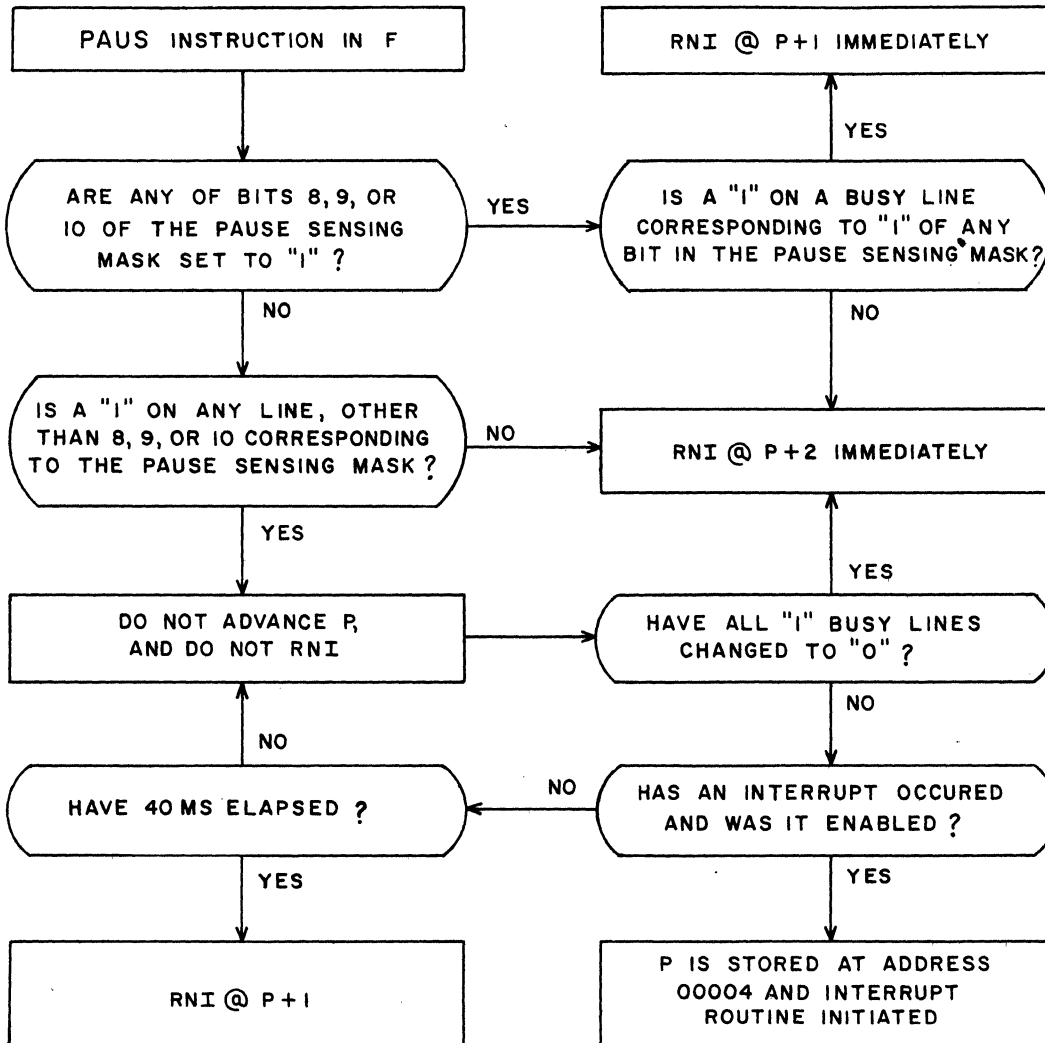 PAUS INSTRUCTION IN F
RNI @ P+1 IMMEDIATELY
YES
ARE ANY OF BITS 8, 9, OR
10 OF THE PAUSE SENSING
MASK SET TO "1" ?
YES
IS A "1" ON A BUSY LINE
CORRESPONDING TO "1" OF ANY
BIT IN THE PAUSE SENSING MASK?
NO
NO
IS A "1" ON ANY LINE, OTHER
THAN 8, 9, OR 10 CORRESPONDING
TO THE PAUSE SENSING MASK ?
NO
RNI @ P+2 IMMEDIATELY
YES
YES
DO NOT ADVANCE P,
AND DO NOT RNI
HAVE ALL "1" BUSY LINES
CHANGED TO "0" ?
NO
NO
HAVE 40 MS ELAPSED ?
NO
HAS AN INTERRUPT OCCURED
AND WAS IT ENABLED ?
YES
YES
RNI @ P+1
P IS STORED AT ADDRESS
00004 AND INTERRUPT
ROUTINE INITIATED